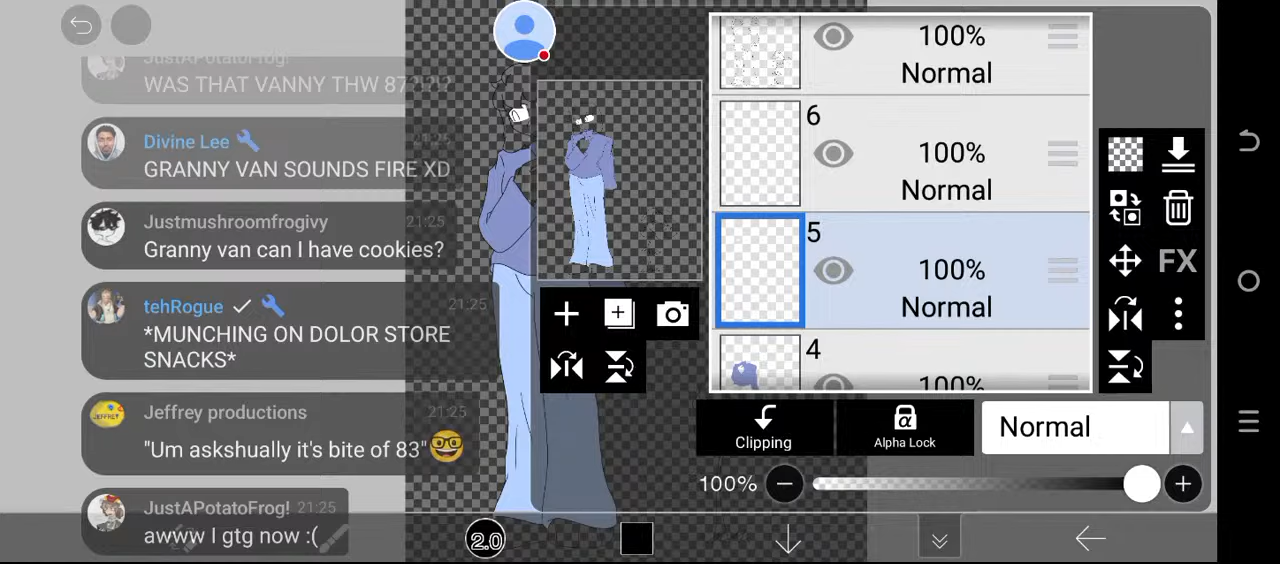 JustAPotatoFrog!
WAS THAT VANNY THW 87?!?!?
Divine Lee 21:25
GRANNY VAN SOUNDS FIRE XD
Justmushroomfrogivy 21:25
Granny van can I have cookies?
tehRogue 21:25
*MUNCHING ON DOLOR STORE
SNACKS*
Jeffrey productions 21:25
"Um askshually it's bite of 83"
JustAPotatoFrog! 21:25
awww I gtg now :(
JEFFREY
100%
Normal
6
100%
Normal
5
100%
Normal
4
100%
FX
Clipping
α
Alpha Lock
Normal
100%
2.0